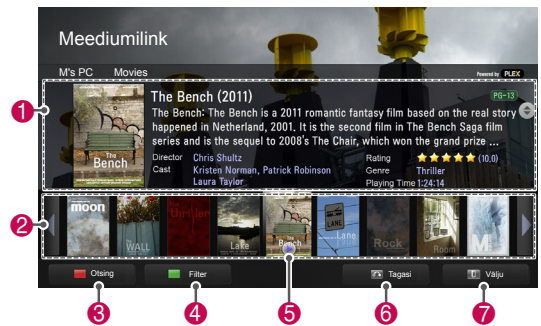 Meediumilink
M's PC Movies
Powered by PLEX
1
The Bench (2011)
PG-13
The Bench: The Bench is a 2011 romantic fantasy film based on the real story
happened in Netherland, 2001. It is the second film in The Bench Saga film
series and is the sequel to 2008's The Chair, which won the grand prize ...
Director Chris Shultz
Cast Kristen Norman, Patrick Robinson
Laura Taylor
Rating (10.0)
Genre Thriller
Playing Time 1:24:14
The
Bench
2
moon
WALL
Thriller
Lake
The
Bench
LANE
Lane
Rock
Room
M
Otsing
Filter
Tagasi
Välju
3
4
5
6
7